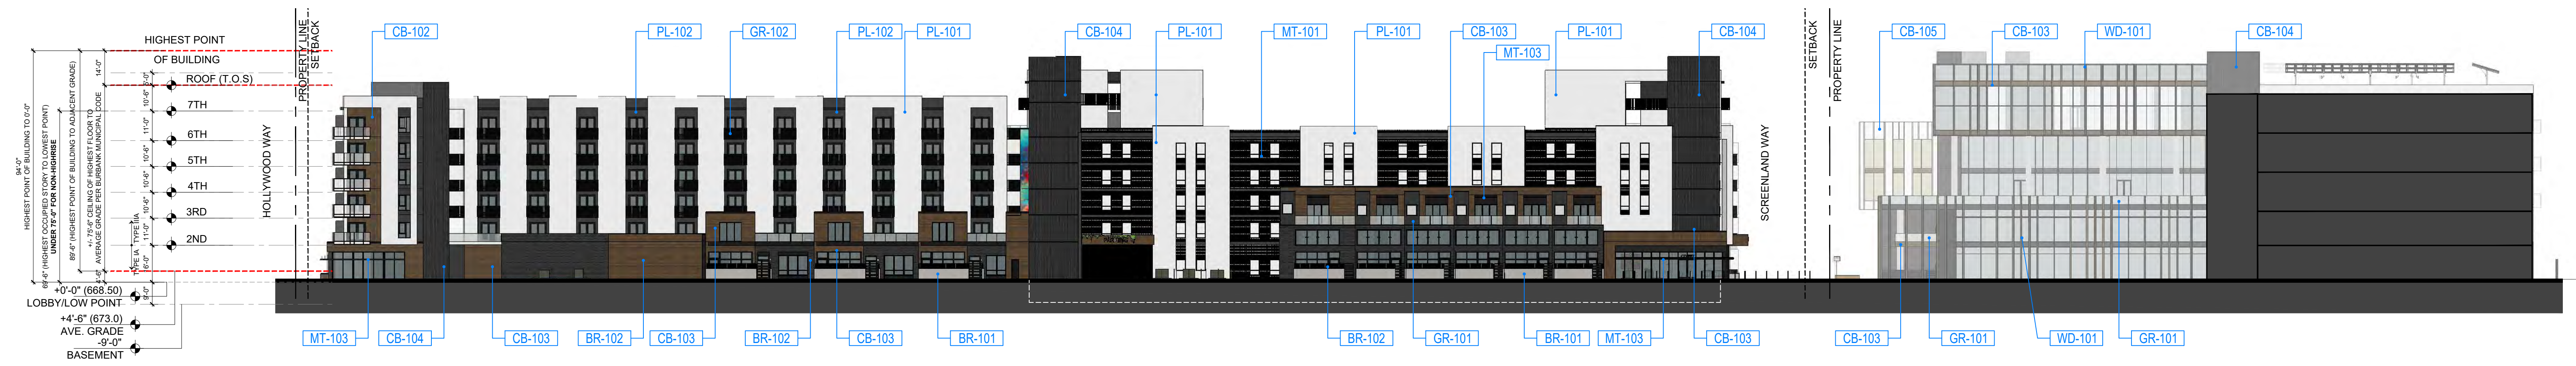 HIGHEST POINT
OF BUILDING
ROOF (T.O.S)
7TH
6TH
5TH
4TH
3RD
2ND
+0'-0" (668.50)
LOBBY/LOW POINT
+4'-6" (673.0)
AVE. GRADE
-9'-0"
BASEMENT
94'-0"
HIGHEST POINT OF BUILDING TO 0'-0"
69'-6" (HIGHEST OCCUPIED STORY TO LOWEST POINT)
UNDER 75'-0" FOR NON-HIGHRISE
89'-6" (HIGHEST POINT OF BUILDING TO ADJACENT GRADE)
+/- 75'-6" CEILING OF HIGHEST FLOOR TO
AVERAGE GRADE PER BURBANK MUNICIPAL CODE
14'-0"
4'-6"
TYPE IA
TYPE IIIA
10'-6"
11'-0"
10'-6"
10'-6"
10'-6"
11'-0"
6'-0"
9'-0"
HOLLYWOOD WAY
PROPERTY LINE
SETBACK
CB-102
PL-102
GR-102
PL-102
PL-101
CB-104
PL-101
MT-101
PL-101
CB-103
MT-103
PL-101
CB-104
SCREENLAND WAY
SETBACK
PROPERTY LINE
CB-105
CB-103
WD-101
CB-104
MT-103
CB-104
CB-103
BR-102
CB-103
BR-102
CB-103
BR-101
BR-102
GR-101
BR-101
MT-103
CB-103
CB-103
GR-101
WD-101
GR-101